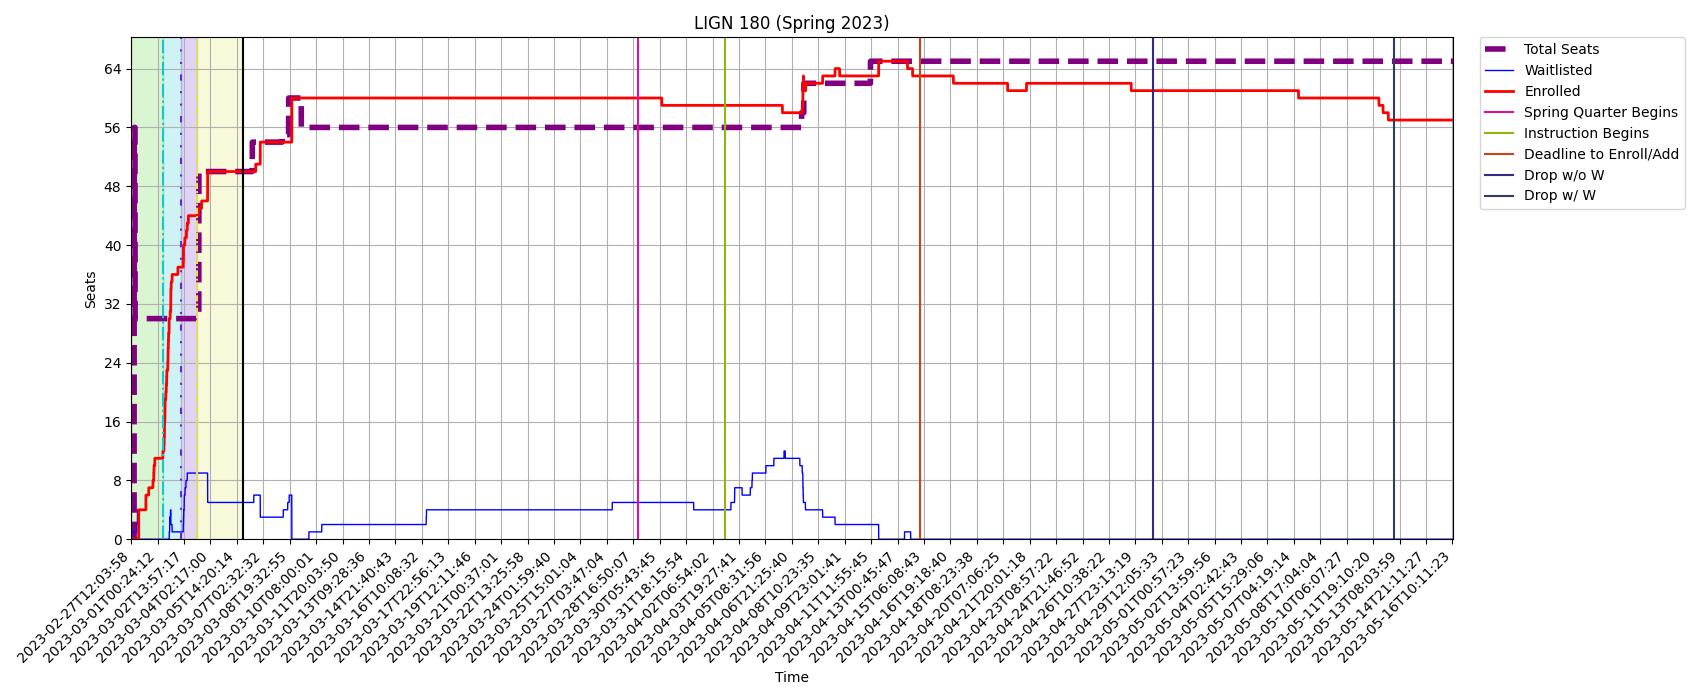 LIGN 180 (Spring 2023)
Total Seats
Waitlisted
Enrolled
Spring Quarter Begins
Instruction Begins
Deadline to Enroll/Add
Drop w/o W
Drop w/ W
Seats
64
56
48
40
32
24
16
8
0
2023-02-27T12:03:58
2023-03-01T00:24:12
2023-03-02T13:57:17
2023-03-04T02:17:00
2023-03-05T14:20:14
2023-03-07T02:32:32
2023-03-08T19:32:55
2023-03-10T08:00:01
2023-03-11T20:03:50
2023-03-13T09:28:36
2023-03-14T21:40:43
2023-03-16T10:08:32
2023-03-17T22:56:13
2023-03-19T12:11:46
2023-03-21T00:37:01
2023-03-22T13:25:58
2023-03-24T01:59:40
2023-03-25T15:01:04
2023-03-27T03:47:04
2023-03-28T16:50:07
2023-03-30T05:43:45
2023-03-31T18:15:54
2023-04-02T06:54:02
2023-04-03T19:27:41
2023-04-05T08:31:56
2023-04-06T21:25:40
2023-04-08T10:23:35
2023-04-09T23:01:41
2023-04-11T11:55:45
2023-04-13T00:45:47
2023-04-15T06:08:43
2023-04-16T19:18:40
2023-04-18T08:23:38
2023-04-20T07:06:25
2023-04-21T20:01:18
2023-04-23T08:57:22
2023-04-24T21:46:52
2023-04-26T10:38:22
2023-04-27T23:13:19
2023-04-29T12:05:33
2023-05-01T00:57:23
2023-05-02T13:59:56
2023-05-04T02:42:43
2023-05-05T15:29:06
2023-05-07T04:19:14
2023-05-08T17:04:04
2023-05-10T06:07:27
2023-05-11T19:10:20
2023-05-13T08:03:59
2023-05-14T21:11:27
2023-05-16T10:11:23
Time